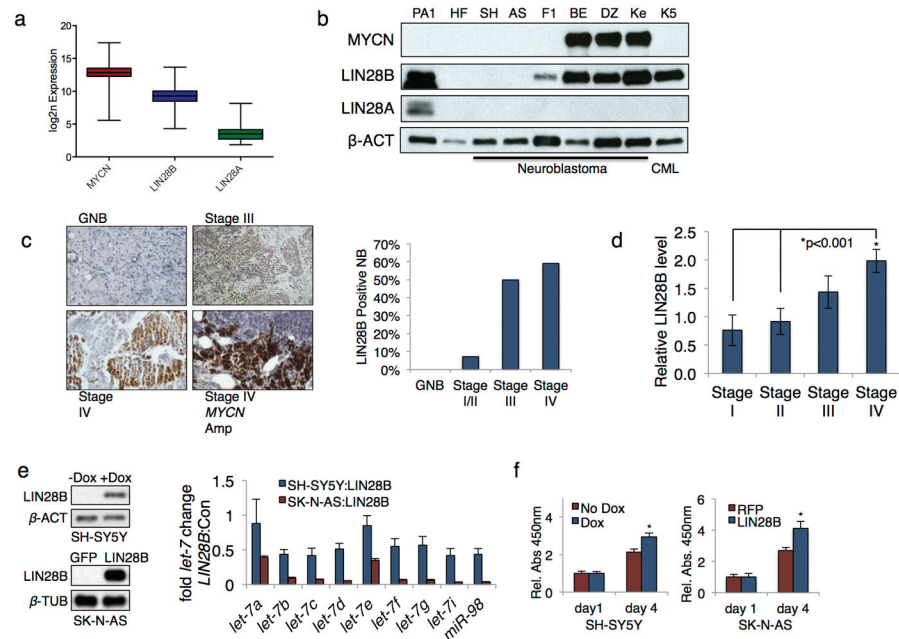 a
log2n Expression
20
15
10
5
0
MYCN
LIN28B
LIN28A
b
PA1 HF SH AS F1 BE DZ Ke K5
MYCN
LIN28B
LIN28A
β-ACT
Neuroblastoma CML
c
GNB
Stage III
Stage
IV
Stage IV
MYCN
Amp
LIN28B Positive NB
70%
60%
50%
40%
30%
20%
10%
0%
GNB Stage Stage Stage
I/II III IV
d
Relative LIN28B level
2.5
2.0
1.5
1.0
0.5
0.0
*p<0.001
*
Stage Stage Stage Stage
I II III IV
e
-Dox +Dox
LIN28B
β-ACT
SH-SY5Y
GFP LIN28B
LIN28B
β-TUB
SK-N-AS
fold let-7 change
LIN28B:Con
1.5
1
0.5
0
SH-SY5Y:LIN28B
SK-N-AS:LIN28B
let-7a
let-7b
let-7c
let-7d
let-7e
let-7f
let-7g
let-7i
miR-98
f
Rel. Abs 450nm
4
2
0
No Dox
Dox
*
day1 day 4
SH-SY5Y
Rel. Abs. 450nm
6
4
2
0
RFP
LIN28B
*
day 1 day 4
SK-N-AS